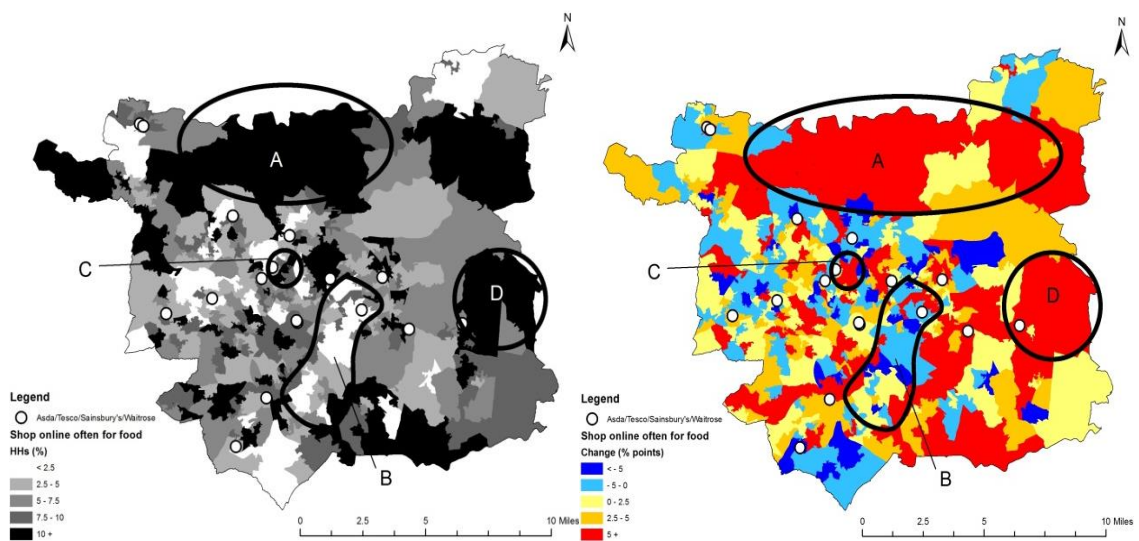 N
A
C
D
B
Legend
Asda/Tesco/Sainsbury's/Waitrose
Shop online often for food
HHs (%)
< 2.5
2.5 - 5
5 - 7.5
7.5 - 10
10 +
0 2.5 5 10 Miles
N
A
C
D
B
Legend
Asda/Tesco/Sainsbury's/Waitrose
Shop online often for food
Change (% points)
< - 5
- 5 - 0
0 - 2.5
2.5 - 5
5 +
0 2.5 5 10 Miles